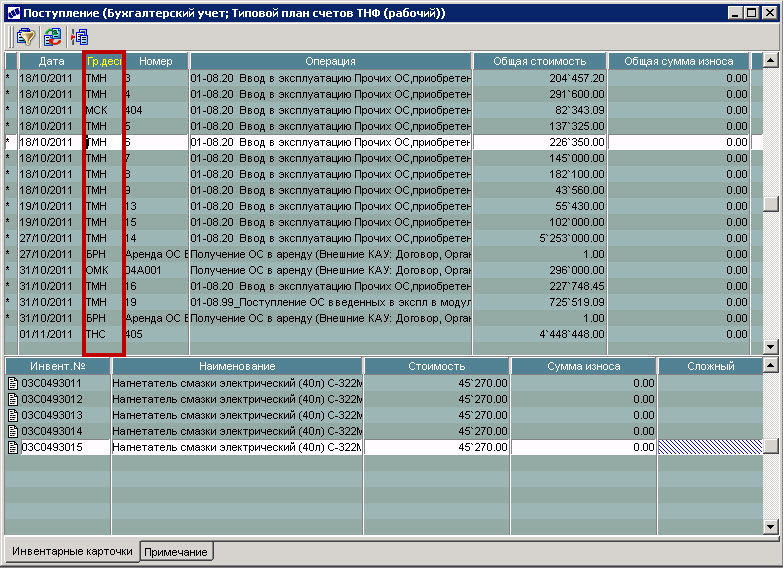 Поступление (Бухгалтерский учет; Типовой план счетов ТНФ (рабочий))
Дата Гр.десі Номер Операция Общая стоимость Общая сумма износа
* 18/10/2011 ТМН 3 01-08.20 Ввод в эксплуатацию Прочих ОС,приобретен 204`457.20 0.00
* 18/10/2011 ТМН 4 01-08.20 Ввод в эксплуатацию Прочих ОС,приобретен 291`600.00 0.00
* 18/10/2011 МСК 404 01-08.20 Ввод в эксплуатацию Прочих ОС,приобретен 82`343.09 0.00
* 18/10/2011 ТМН 5 01-08.20 Ввод в эксплуатацию Прочих ОС,приобретен 137`325.00 0.00
* 18/10/2011 ТМН 6 01-08.20 Ввод в эксплуатацию Прочих ОС,приобретен 226`350.00 0.00
* 18/10/2011 ТМН 7 01-08.20 Ввод в эксплуатацию Прочих ОС,приобретен 145`000.00 0.00
* 18/10/2011 ТМН 8 01-08.20 Ввод в эксплуатацию Прочих ОС,приобретен 182`100.00 0.00
* 18/10/2011 ТМН 9 01-08.20 Ввод в эксплуатацию Прочих ОС,приобретен 43`560.00 0.00
* 19/10/2011 ТМН 13 01-08.20 Ввод в эксплуатацию Прочих ОС,приобретен 55`430.00 0.00
* 19/10/2011 ТМН 15 01-08.20 Ввод в эксплуатацию Прочих ОС,приобретен 102`000.00 0.00
* 27/10/2011 ТМН 14 01-08.20 Ввод в эксплуатацию Прочих ОС,приобретен 5`253`000.00 0.00
* 27/10/2011 БРН Аренда ОС Е Получение ОС в аренду (Внешние КАУ: Договор, Орган 1.00 0.00
* 31/10/2011 ОМК 04А001 Получение ОС в аренду (Внешние КАУ: Договор, Орган 296`000.00 0.00
* 31/10/2011 ТМН 16 01-08.20 Ввод в эксплуатацию Прочих ОС,приобретен 227`748.45 0.00
* 31/10/2011 ТМН 19 01-08.99_Поступление ОС введенных в экспл в модул 725`519.09 0.00
* 31/10/2011 БРН Аренда ОС Е Получение ОС в аренду (Внешние КАУ: Договор, Орган 1.00 0.00
01/11/2011 ТНС 405 4`448`448.00 0.00
Инвент.№ Наименование Стоимость Сумма износа Сложный
03С0493011 Нагнетатель смазки электрический (40л) С-322М 45`270.00 0.00
03С0493012 Нагнетатель смазки электрический (40л) С-322М 45`270.00 0.00
03С0493013 Нагнетатель смазки электрический (40л) С-322М 45`270.00 0.00
03С0493014 Нагнетатель смазки электрический (40л) С-322М 45`270.00 0.00
03С0493015 Нагнетатель смазки электрический (40л) С-322М 45`270.00 0.00
Инвентарные карточки Примечание